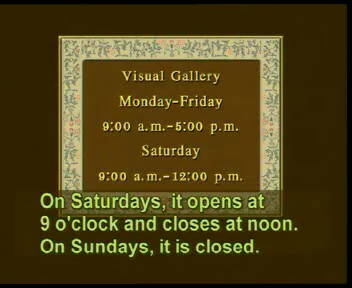 Visual Gallery
Monday-Friday
9:00 a.m.-5:00 p.m.
Saturday
9:00 a.m.-12:00 p.m.
On Saturdays, it opens at
9 o'clock and closes at noon.
On Sundays, it is closed.